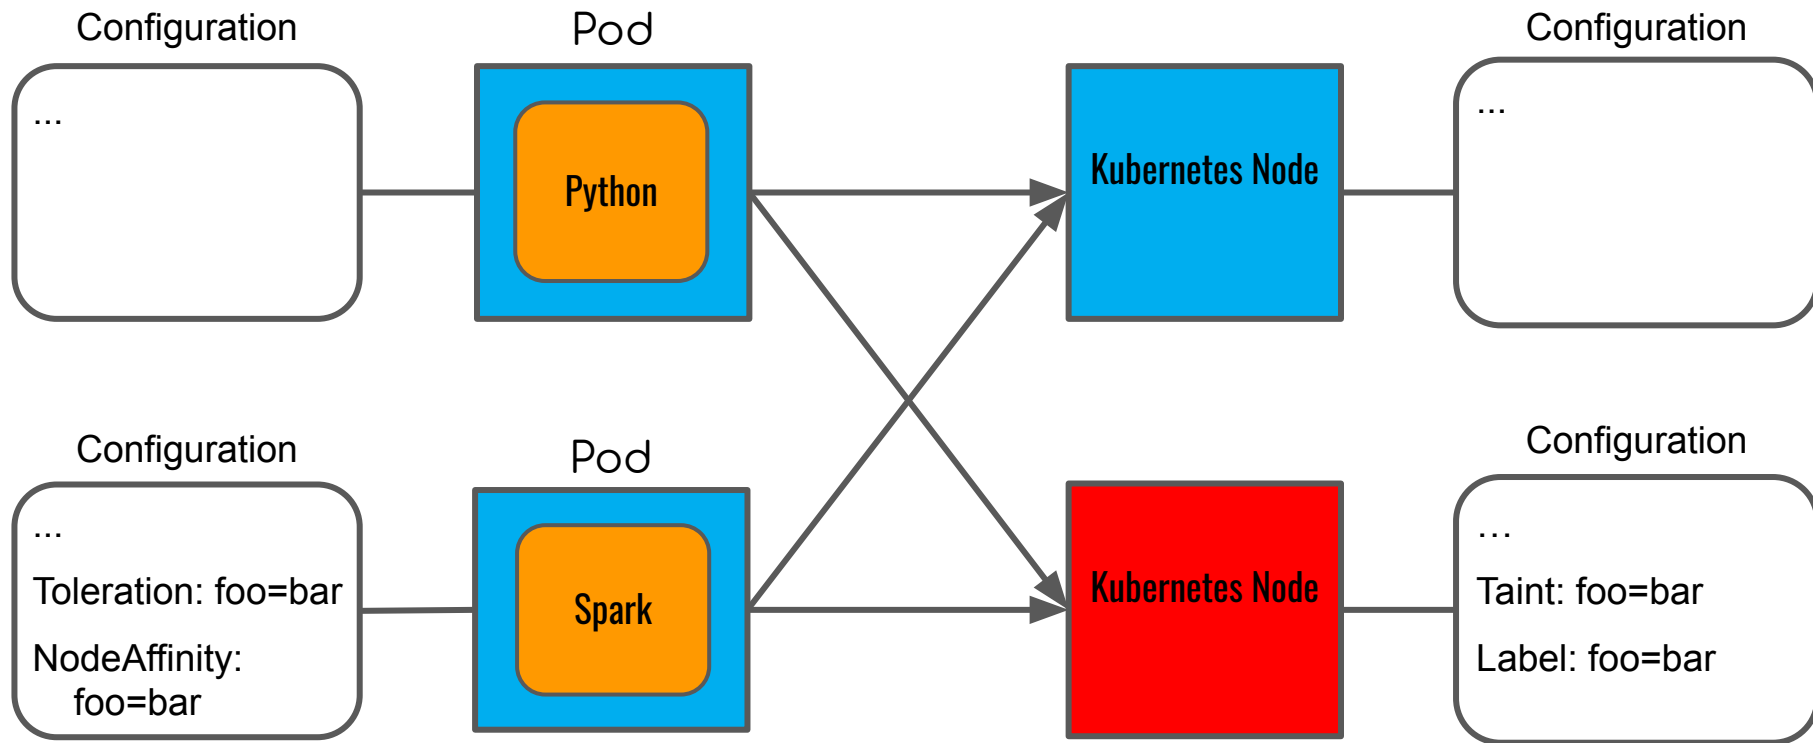 Configuration
Pod
Configuration
...
Python
Kubernetes Node
...
Configuration
Pod
Configuration
...
Toleration: foo=bar
NodeAffinity:
foo=bar
Spark
Kubernetes Node
...
Taint: foo=bar
Label: foo=bar